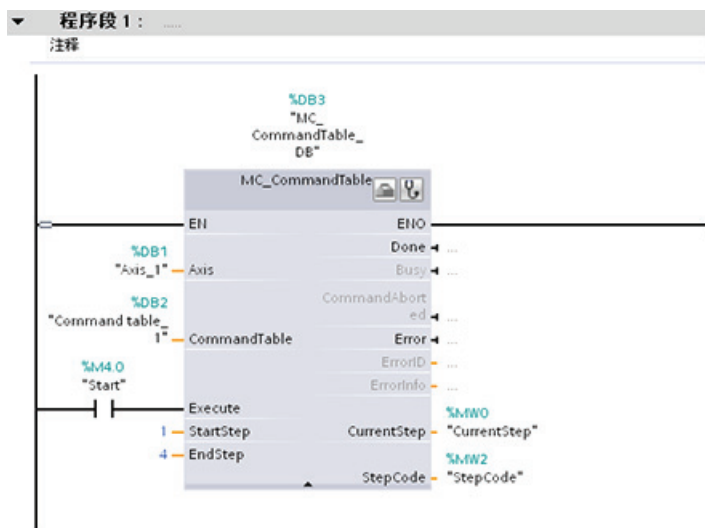 程序段 1： .....
注释
%DB3
"MC_
CommandTable_
DB"
MC_CommandTable
EN ENO
Done ...
%DB1
"Axis_1" Axis Busy ...
%DB2
"Command table_
1" CommandTable
CommandAbort
ed ...
Error ...
ErrorID ...
ErrorInfo ...
%M4.0
"Start" Execute
1 StartStep
4 EndStep
%MW0
CurrentStep "CurrentStep"
%MW2
StepCode "StepCode"